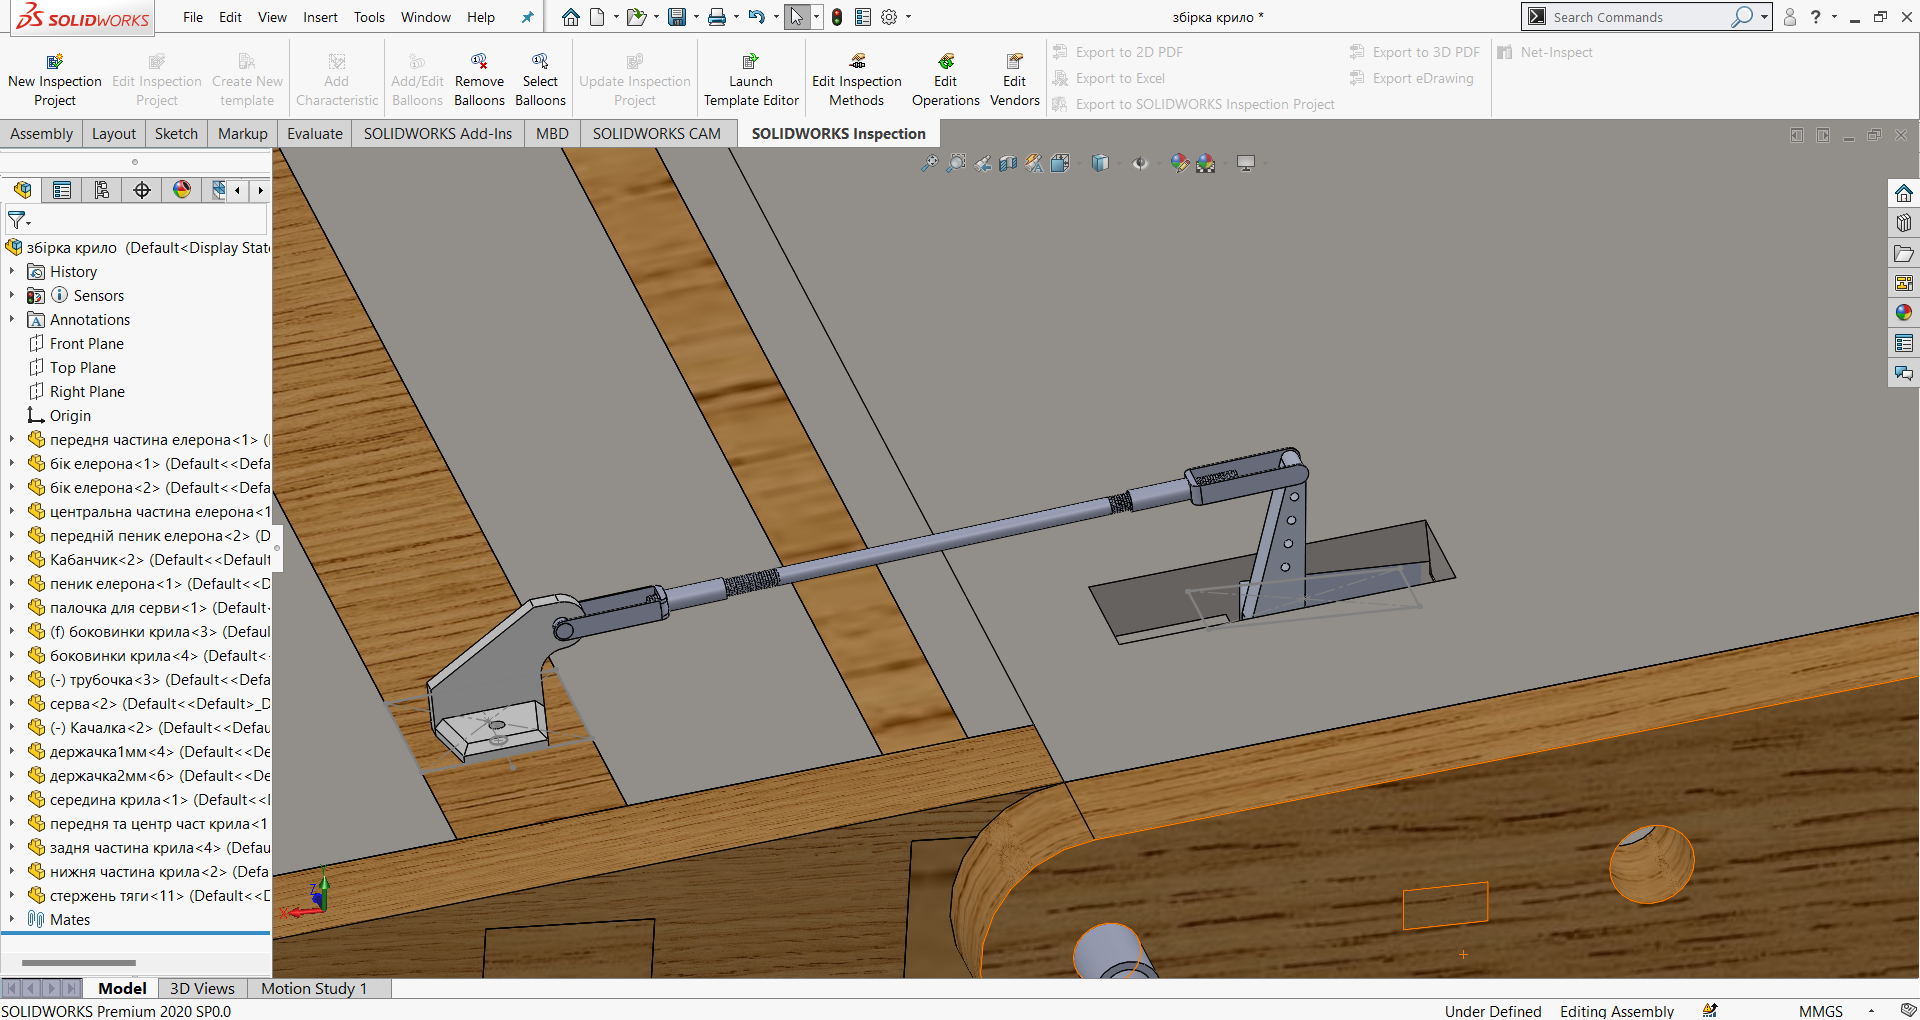 SOLIDWORKS
File Edit View Insert Tools Window Help
збірка крило *
Search Commands
New Inspection Project
Edit Inspection Project
Create New template
Add Characteristic
Add/Edit Balloons
Remove Balloons
Select Balloons
Update Inspection Project
Launch Template Editor
Edit Inspection Methods
Edit Operations
Edit Vendors
Export to 2D PDF
Export to Excel
Export to SOLIDWORKS Inspection Project
Export to 3D PDF
Export eDrawing
Net-Inspect
Assembly Layout Sketch Markup Evaluate SOLIDWORKS Add-Ins MBD SOLIDWORKS CAM SOLIDWORKS Inspection
збірка крило (Default<Display Stat
History
Sensors
Annotations
Front Plane
Top Plane
Right Plane
Origin
передня частина елерона<1> (
бік елерона<1> (Default<<Defa
бік елерона<2> (Default<<Defa
центральна частина елерона<1
передній пеник елерона<2> (D
Кабанчик<2> (Default<<Default
пеник елерона<1> (Default<<D
палочка для серви<1> (Default
(f) боковинки крила<3> (Defaul
боковинки крила<4> (Default<
(-) трубочка<3> (Default<<Defa
серва<2> (Default<<Default>_D
(-) Качалка<2> (Default<<Defau
держачка1мм<4> (Default<<De
держачка2мм<6> (Default<<De
середина крила<1> (Default<<I
передня та центр част крила<1
задня частина крила<4> (Defau
нижня частина крила<2> (Defa
стержень тяги<11> (Default<<D
Mates
X
Y
Z
Model 3D Views Motion Study 1
SOLIDWORKS Premium 2020 SP0.0
Under Defined Editing Assembly MMGS